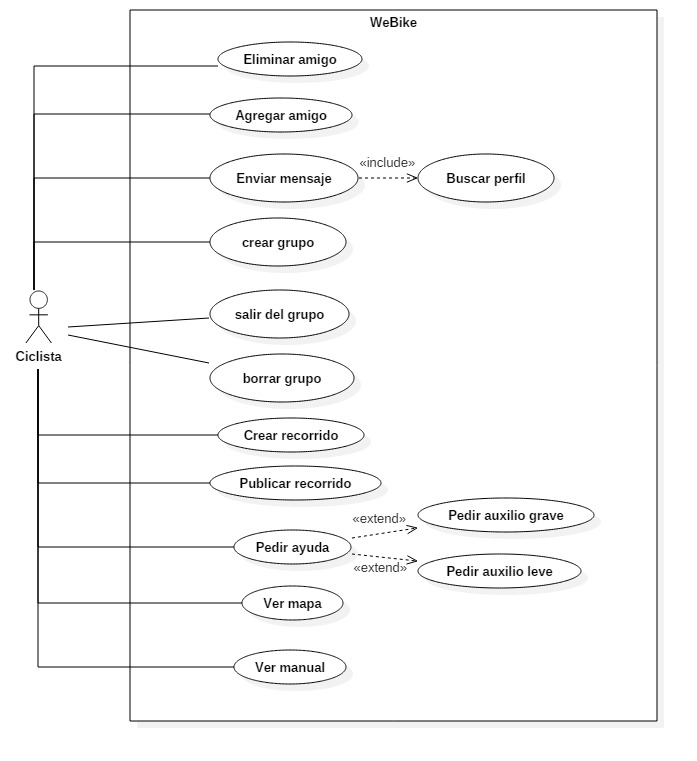 WeBike
Eliminar amigo
Agregar amigo
«include»
Enviar mensaje
Buscar perfil
crear grupo
salir del grupo
Ciclista
borrar grupo
Crear recorrido
Publicar recorrido
«extend»
Pedir auxilio grave
Pedir ayuda
«extend»
Pedir auxilio leve
Ver mapa
Ver manual